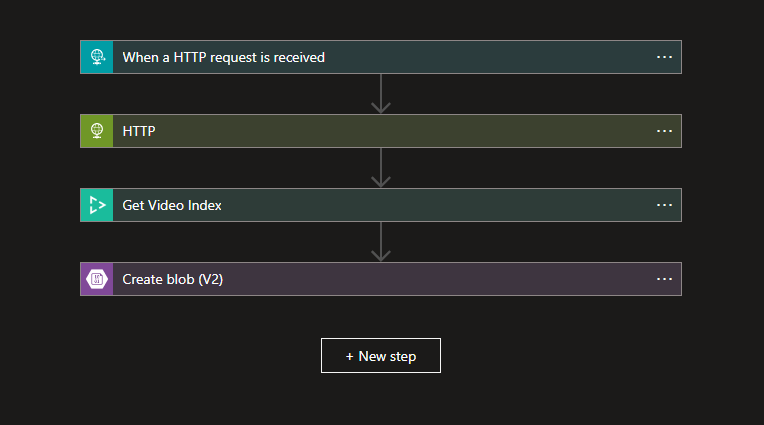 When a HTTP request is received
HTTP
Get Video Index
Create blob (V2)
+ New step